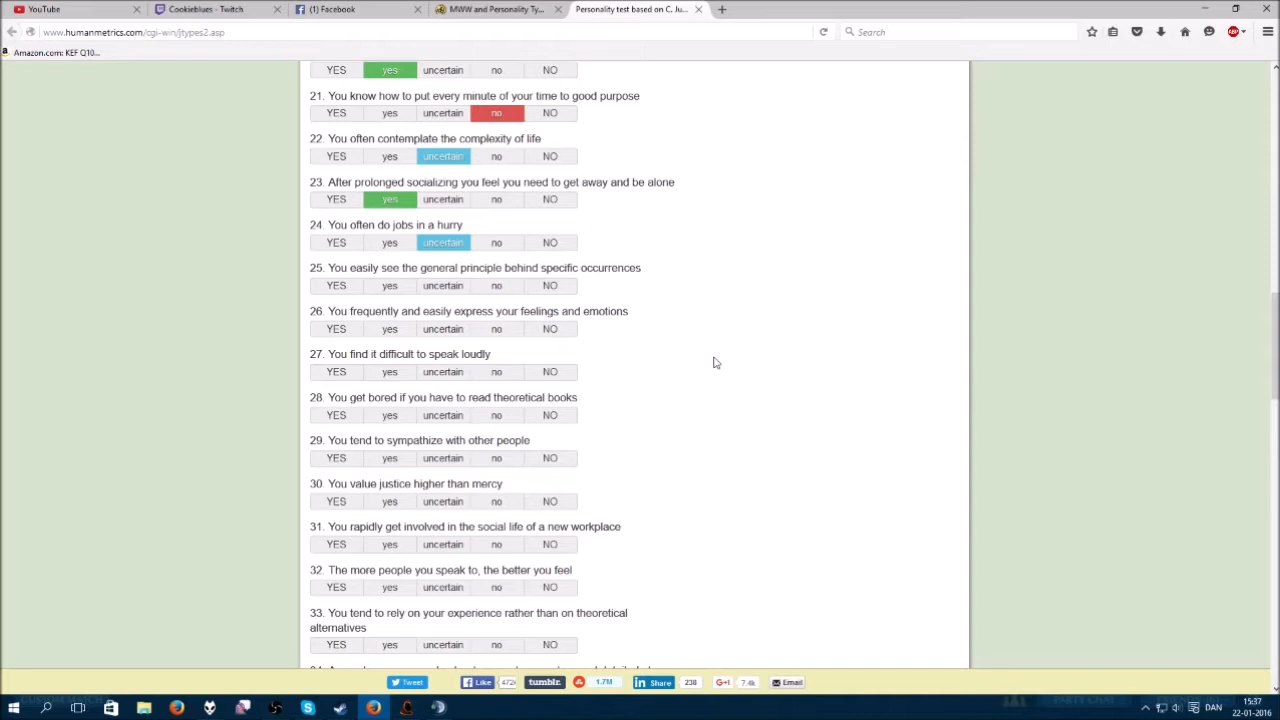 YouTube
Cookieblues - Twitch
(1) Facebook
MWW and Personality Ty...
Personality test based on C. Ju...
www.humanmetrics.com/cgi-win/jtypes2.asp
Search
Amazon.com: KEF Q10...
YES yes uncertain no NO
21. You know how to put every minute of your time to good purpose
YES yes uncertain no NO
22. You often contemplate the complexity of life
YES yes uncertain no NO
23. After prolonged socializing you feel you need to get away and be alone
YES yes uncertain no NO
24. You often do jobs in a hurry
YES yes uncertain no NO
25. You easily see the general principle behind specific occurrences
YES yes uncertain no NO
26. You frequently and easily express your feelings and emotions
YES yes uncertain no NO
27. You find it difficult to speak loudly
YES yes uncertain no NO
28. You get bored if you have to read theoretical books
YES yes uncertain no NO
29. You tend to sympathize with other people
YES yes uncertain no NO
30. You value justice higher than mercy
YES yes uncertain no NO
31. You rapidly get involved in the social life of a new workplace
YES yes uncertain no NO
32. The more people you speak to, the better you feel
YES yes uncertain no NO
33. You tend to rely on your experience rather than on theoretical
alternatives
YES yes uncertain no NO
Tweet Like tumblr. 1.7M Share 238 G+1 7.4k Email
PARTY CHAT
DAN
15:37
22-01-2016